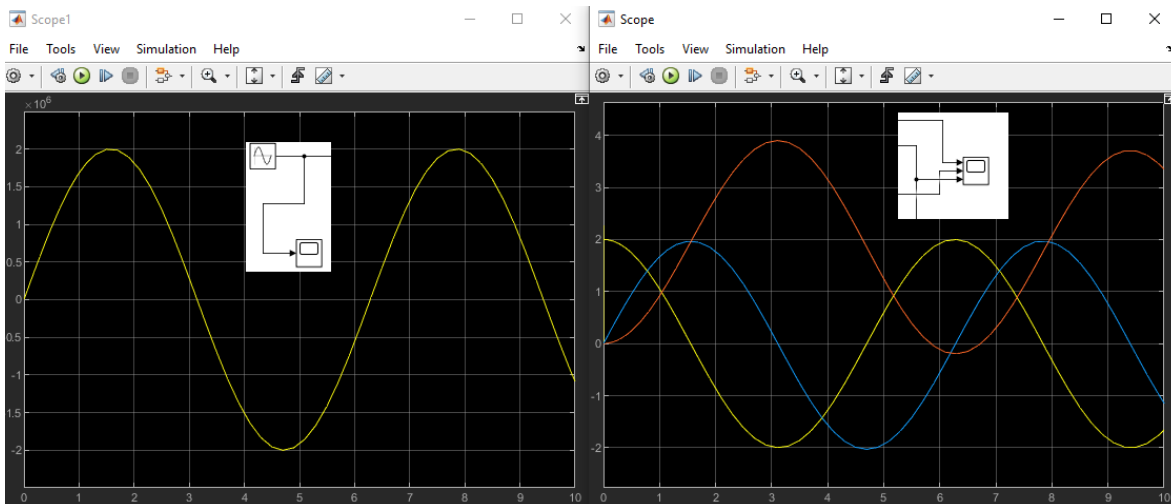 Scope1
File Tools View Simulation Help
×10⁶
2
1.5
1
0.5
0
-0.5
-1
-1.5
-2
0 1 2 3 4 5 6 7 8 9 10
Scope
File Tools View Simulation Help
4
3
2
1
0
-1
-2
0 1 2 3 4 5 6 7 8 9 10